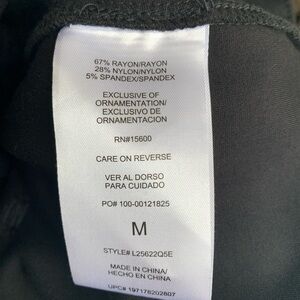 67% RAYON/RAYON
28% NYLON/NYLON
5% SPANDEX/SPANDEX
EXCLUSIVE OF
ORNAMENTATION/
EXCLUSIVO DE
ORNAMENTACION
RN#15600
CARE ON REVERSE
VER AL DORSO
PARA CUIDADO
PO# 100-00121825
M
STYLE# L25622Q5E
MADE IN CHINA/
HECHO EN CHINA
UPC# 197178202807